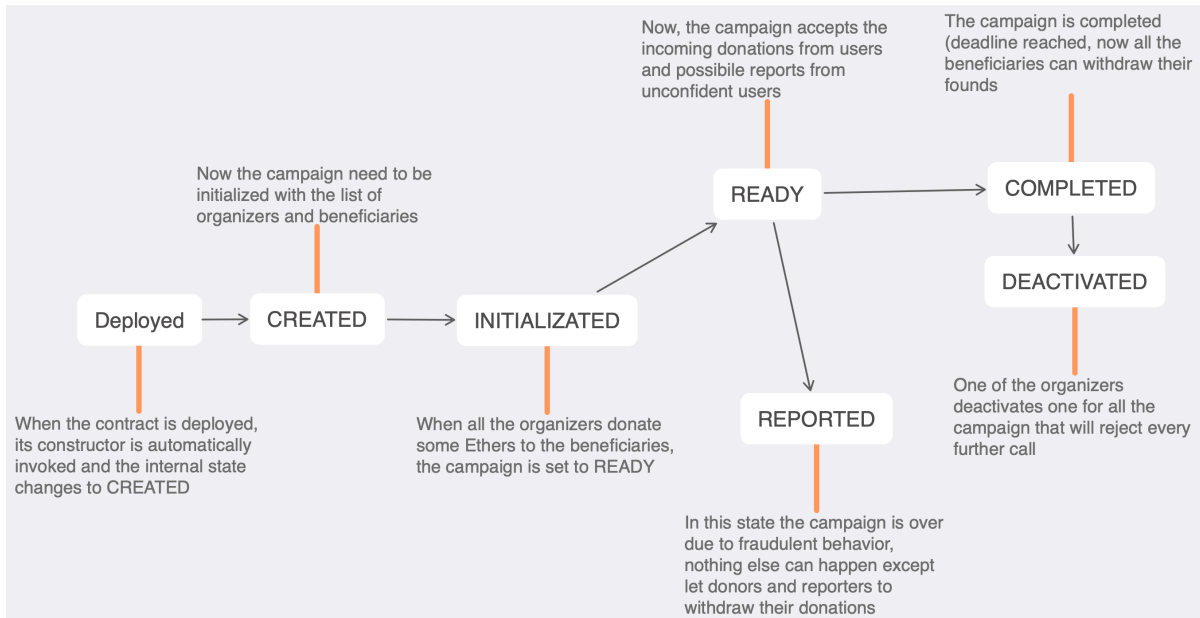 Now, the campaign accepts the
incoming donations from users
and possibile reports from
unconfident users
The campaign is completed
(deadline reached, now all the
beneficiaries can withdraw their
founds
Now the campaign need to be
initialized with the list of
organizers and beneficiaries
READY
COMPLETED
DEACTIVATED
Deployed
CREATED
INITIALIZATED
REPORTED
When the contract is deployed,
its constructor is automatically
invoked and the internal state
changes to CREATED
When all the organizers donate
some Ethers to the beneficiaries,
the campaign is set to READY
One of the organizers
deactivates one for all the
campaign that will reject every
further call
In this state the campaign is over
due to fraudulent behavior,
nothing else can happen except
let donors and reporters to
withdraw their donations